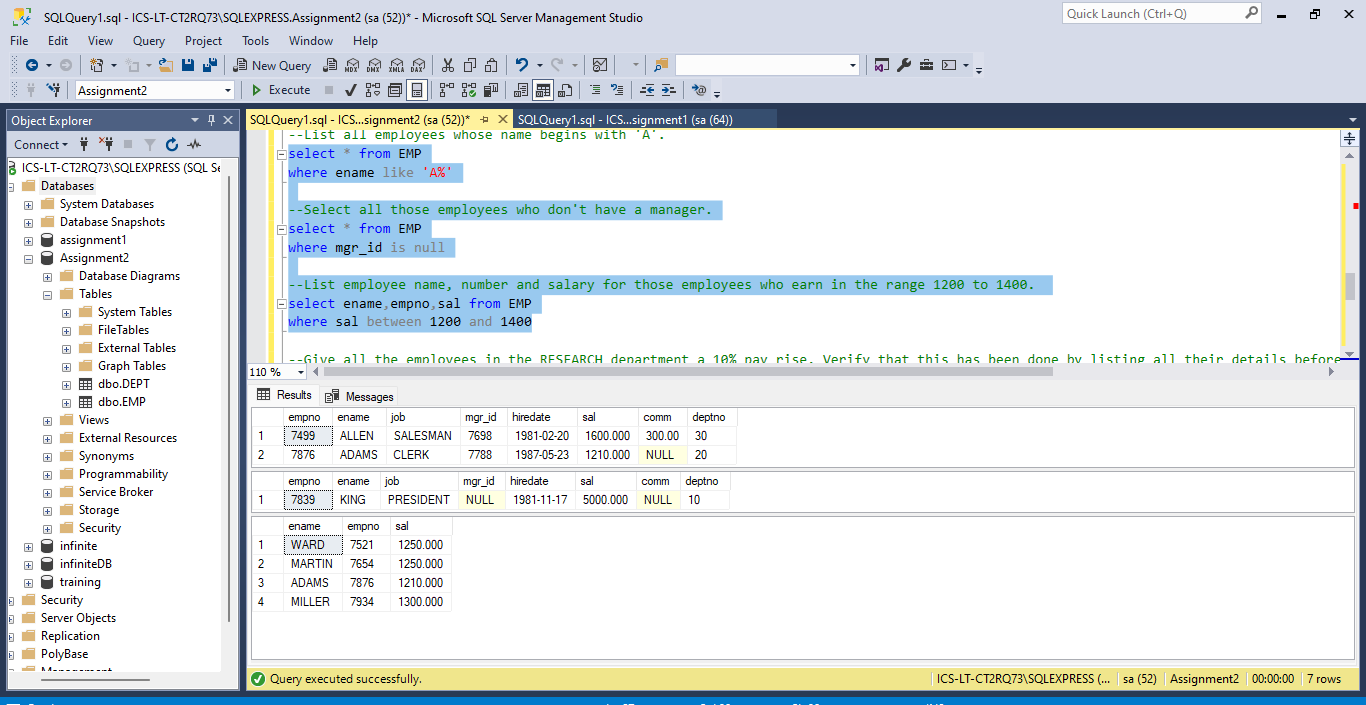 SQLQuery1.sql - ICS-LT-CT2RQ73\SQLEXPRESS.Assignment2 (sa (52))* - Microsoft SQL Server Management Studio
Quick Launch (Ctrl+Q)
File Edit View Query Project Tools Window Help
New Query MDX DMX XMLA DAX
Assignment2 Execute
Object Explorer
Connect
ICS-LT-CT2RQ73\SQLEXPRESS (SQL Se
Databases
System Databases
Database Snapshots
assignment1
Assignment2
Database Diagrams
Tables
System Tables
FileTables
External Tables
Graph Tables
dbo.DEPT
dbo.EMP
Views
External Resources
Synonyms
Programmability
Service Broker
Storage
Security
infinite
infiniteDB
training
Security
Server Objects
Replication
PolyBase
Management
SQLQuery1.sql - ICS...signment2 (sa (52))* SQLQuery1.sql - ICS...signment1 (sa (64))
--List all employees whose name begins with 'A'.
select * from EMP
where ename like 'A%'
--Select all those employees who don't have a manager.
select * from EMP
where mgr_id is null
--List employee name, number and salary for those employees who earn in the range 1200 to 1400.
select ename,empno,sal from EMP
where sal between 1200 and 1400
--Give all the employees in the RESEARCH department a 10% pay rise. Verify that this has been done by listing all their details before
110 %
Results Messages
empno ename job mgr_id hiredate sal comm deptno
1 7499 ALLEN SALESMAN 7698 1981-02-20 1600.000 300.00 30
2 7876 ADAMS CLERK 7788 1987-05-23 1210.000 NULL 20
empno ename job mgr_id hiredate sal comm deptno
1 7839 KING PRESIDENT NULL 1981-11-17 5000.000 NULL 10
ename empno sal
1 WARD 7521 1250.000
2 MARTIN 7654 1250.000
3 ADAMS 7876 1210.000
4 MILLER 7934 1300.000
Query executed successfully. ICS-LT-CT2RQ73\SQLEXPRESS (... sa (52) Assignment2 00:00:00 7 rows